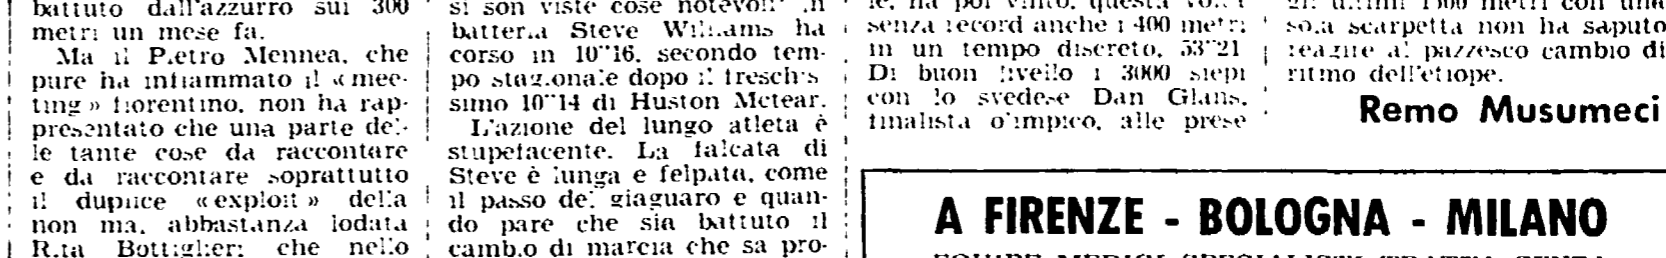 battuto dall'azzurro sui 300
metri un mese fa.
Ma il Pietro Mennea, che
pure ha infiammato il «mee-
ting» fiorentino, non ha rap-
presentato che una parte del-
le tante cose da raccontare
e da raccontare soprattutto
il duplice «exploit» della
non mai abbastanza lodata
Rita Bottiglieri che nello
si son viste cose notevoli. In
batteria Steve Williams ha
corso in 10"16, secondo tem-
po stagionale dopo il freschis
simo 10"14 di Huston Mctear.
L'azione del lungo atleta è
stupefacente. La falcata di
Steve è lunga e felpata, come
il passo del giaguaro e quan-
do pare che sia battuto il
cambio di marcia che sa pro-
ha poi vinto, questa
senza record anche i 400 metri
in un tempo discreto, 53"21
Di buon livello i 3000 siepi
con lo svedese Dan Glans,
finalista olimpico, alle prese
ultimi 1500 metri con una
sola scarpetta non ha saputo
reagire al pazzesco cambio di
ritmo dell'etiope.
Remo Musumeci
A FIRENZE - BOLOGNA - MILANO